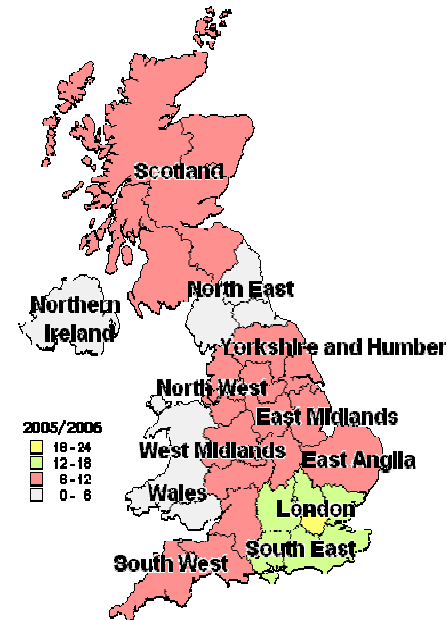 Scotland
North East
Northern
Ireland
Yorkshire and Humber
North West
East Midlands
West Midlands
East Anglia
Wales
London
South East
South West
2005/2006
18 - 24
12 - 18
6 - 12
0 - 6